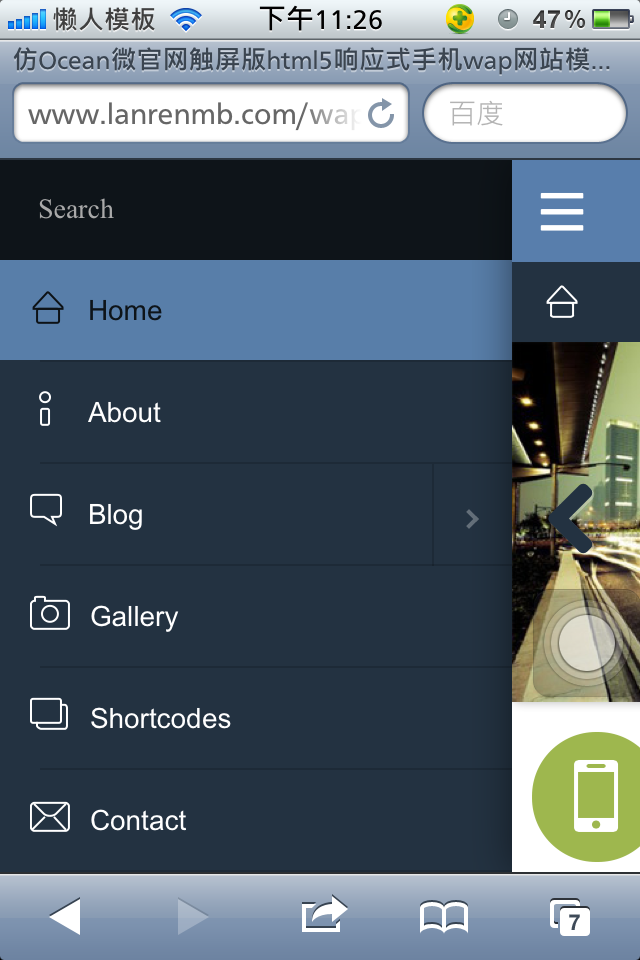 懒人模板 下午11:26 47%
仿Ocean微官网触屏版html5响应式手机wap网站模...
www.lanrenmb.com/wap 百度
Search
Home
About
Blog
Gallery
Shortcodes
Contact
7